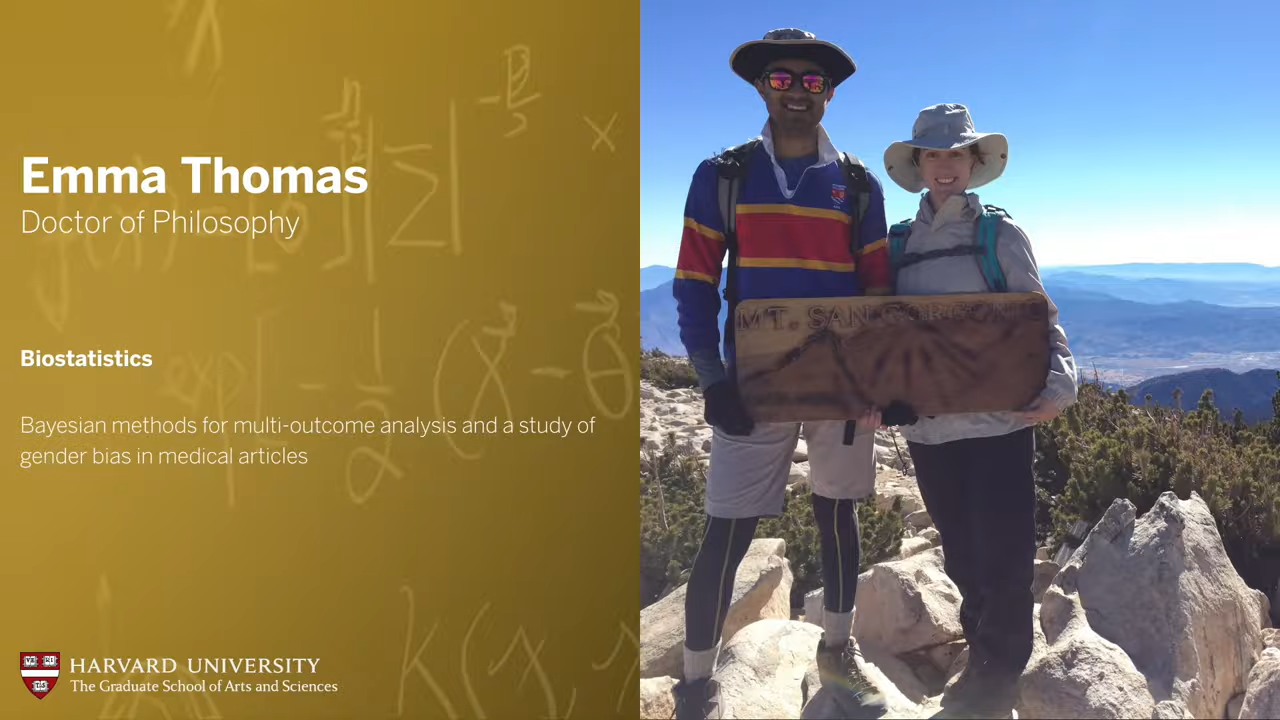 Emma Thomas
Doctor of Philosophy
Biostatistics
Bayesian methods for multi-outcome analysis and a study of
gender bias in medical articles
HARVARD UNIVERSITY
The Graduate School of Arts and Sciences
MT. SAN GORGONIO